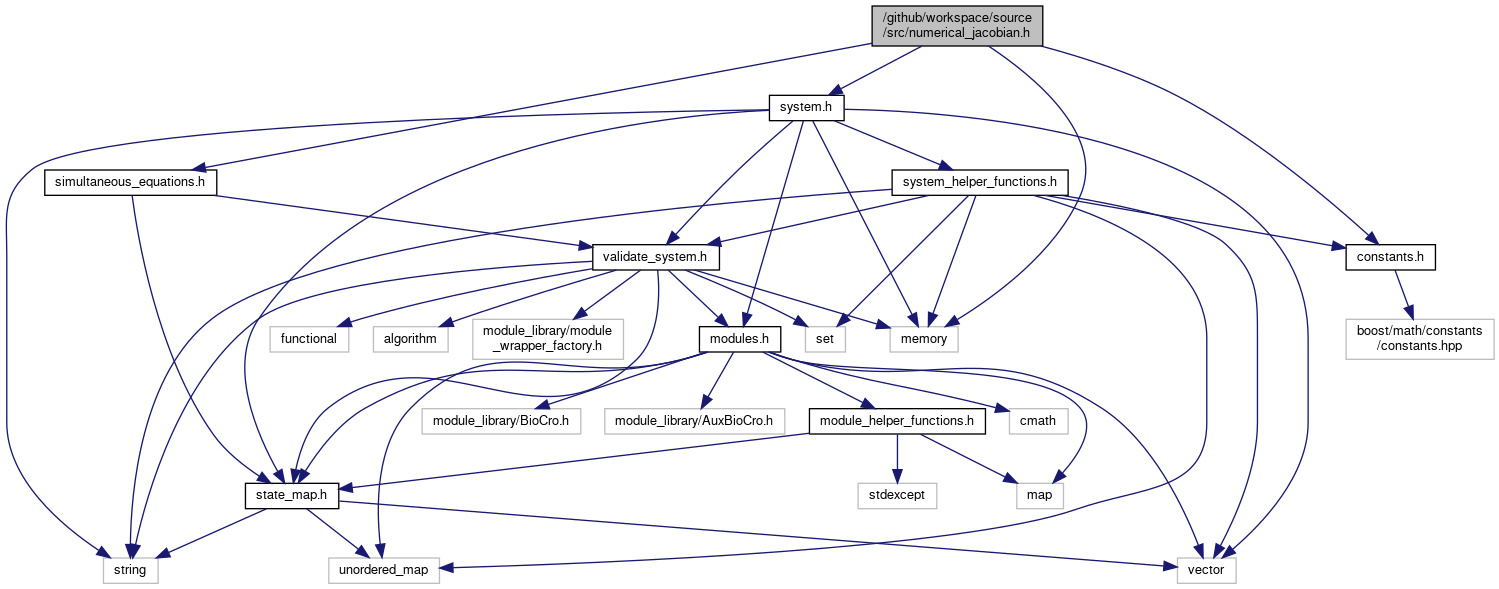 /github/workspace/source
/src/numerical_jacobian.h
system.h
simultaneous_equations.h
system_helper_functions.h
validate_system.h
constants.h
functional
algorithm
module_library/module
_wrapper_factory.h
modules.h
set
memory
boost/math/constants
/constants.hpp
module_library/BioCro.h
module_library/AuxBioCro.h
module_helper_functions.h
cmath
state_map.h
stdexcept
map
string
unordered_map
vector